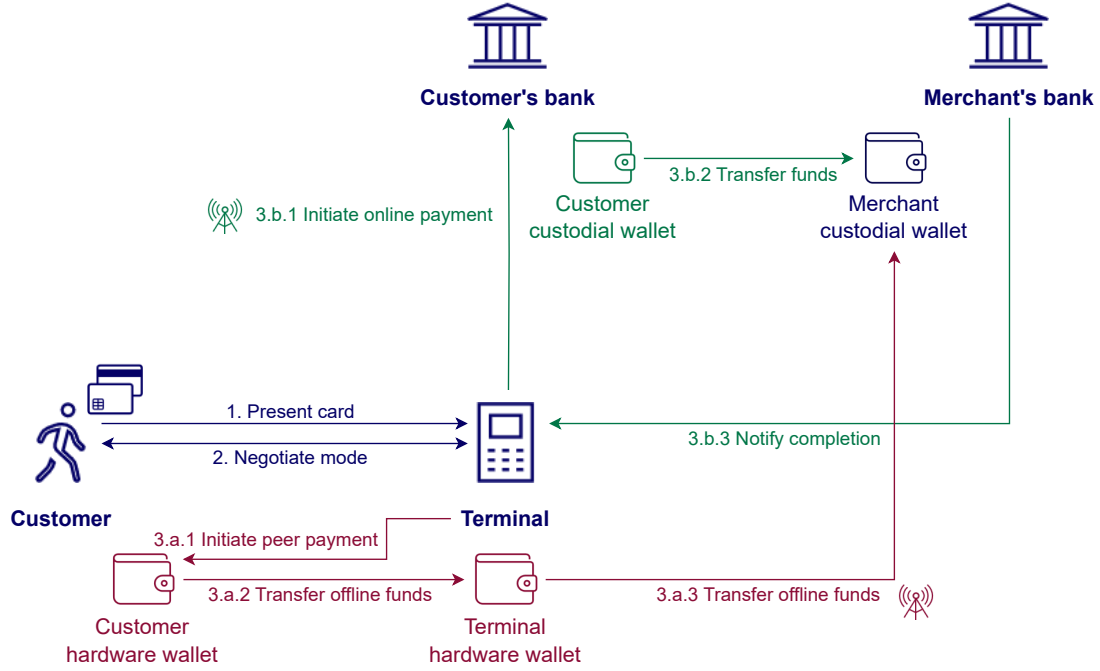 Customer's bank
Merchant's bank
3.b.2 Transfer funds
3.b.1 Initiate online payment
Customer
custodial wallet
Merchant
custodial wallet
1. Present card
2. Negotiate mode
3.b.3 Notify completion
Customer
Terminal
3.a.1 Initiate peer payment
3.a.2 Transfer offline funds
3.a.3 Transfer offline funds
Customer
hardware wallet
Terminal
hardware wallet